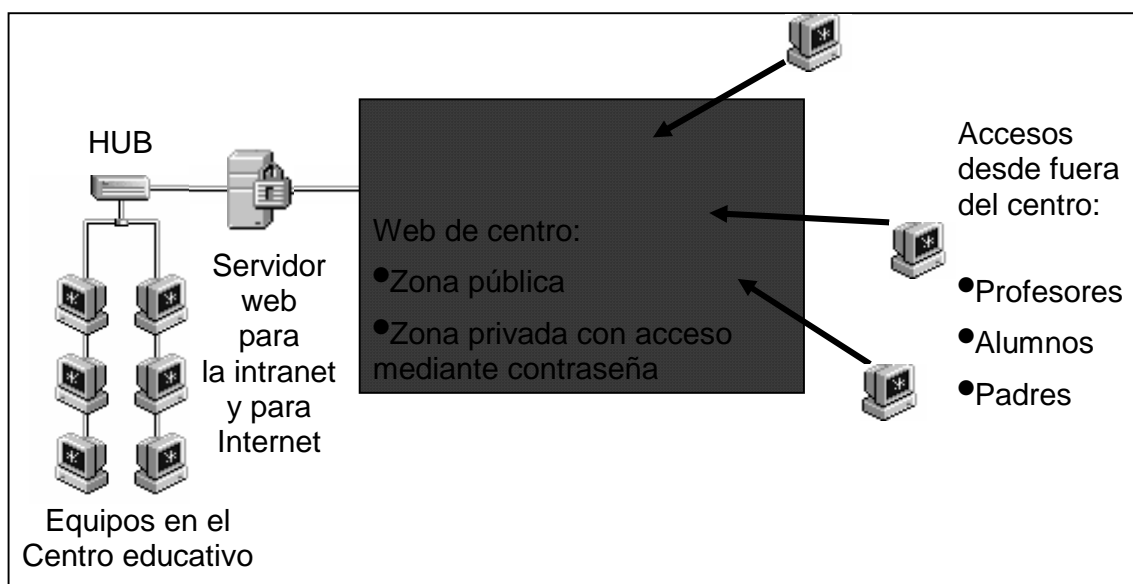 HUB
Servidor
web
para
la intranet
y para
Internet
Equipos en el
Centro educativo
Web de centro:
●Zona pública
●Zona privada con acceso
mediante contraseña
Accesos
desde fuera
del centro:
●Profesores
●Alumnos
●Padres